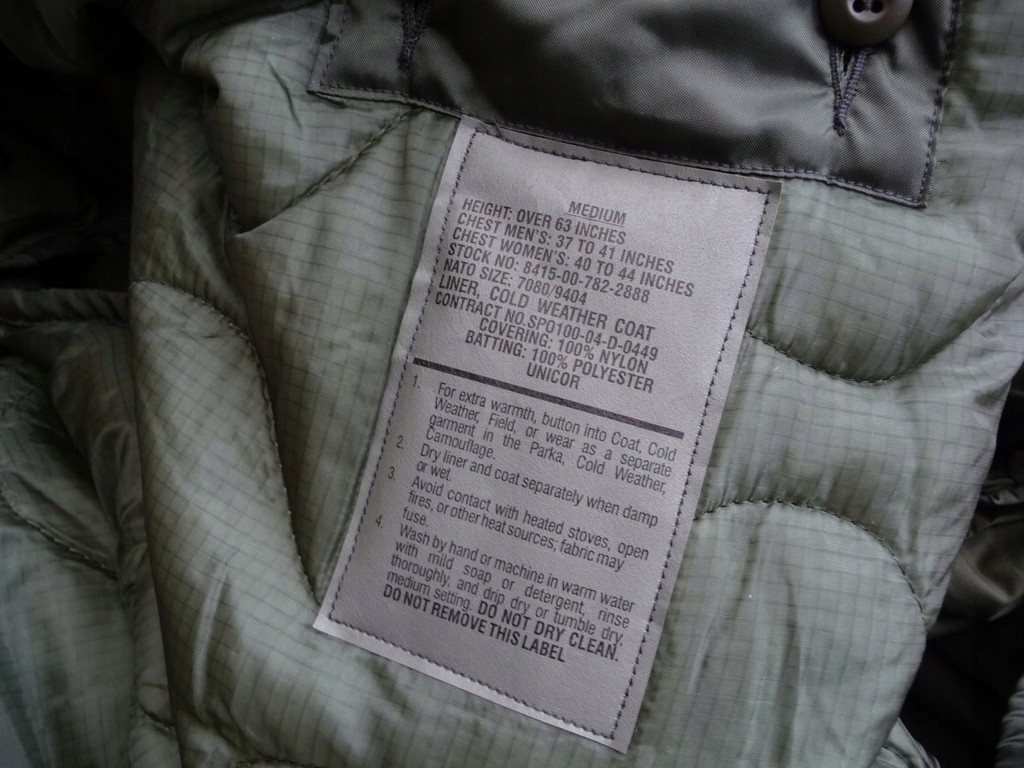 MEDIUM
HEIGHT: OVER 63 INCHES
CHEST MEN'S: 37 TO 41 INCHES
CHEST WOMEN'S: 40 TO 44 INCHES
STOCK NO: 8415-00-782-2888
NATO SIZE: 7080/9404
LINER, COLD WEATHER COAT
CONTRACT NO.SPO100-04-D-0449
COVERING: 100% NYLON
BATTING: 100% POLYESTER
UNICOR
1. For extra warmth, button into Coat, Cold
Weather, Field, or wear as a separate
garment in the Parka, Cold Weather,
Camouflage.
2. Dry liner and coat separately when damp
or wet.
3. Avoid contact with heated stoves, open
fires, or other heat sources; fabric may
fuse.
4. Wash by hand or machine in warm water
with mild soap or detergent, rinse
thoroughly, and drip dry or tumble dry,
medium setting. DO NOT DRY CLEAN.
DO NOT REMOVE THIS LABEL